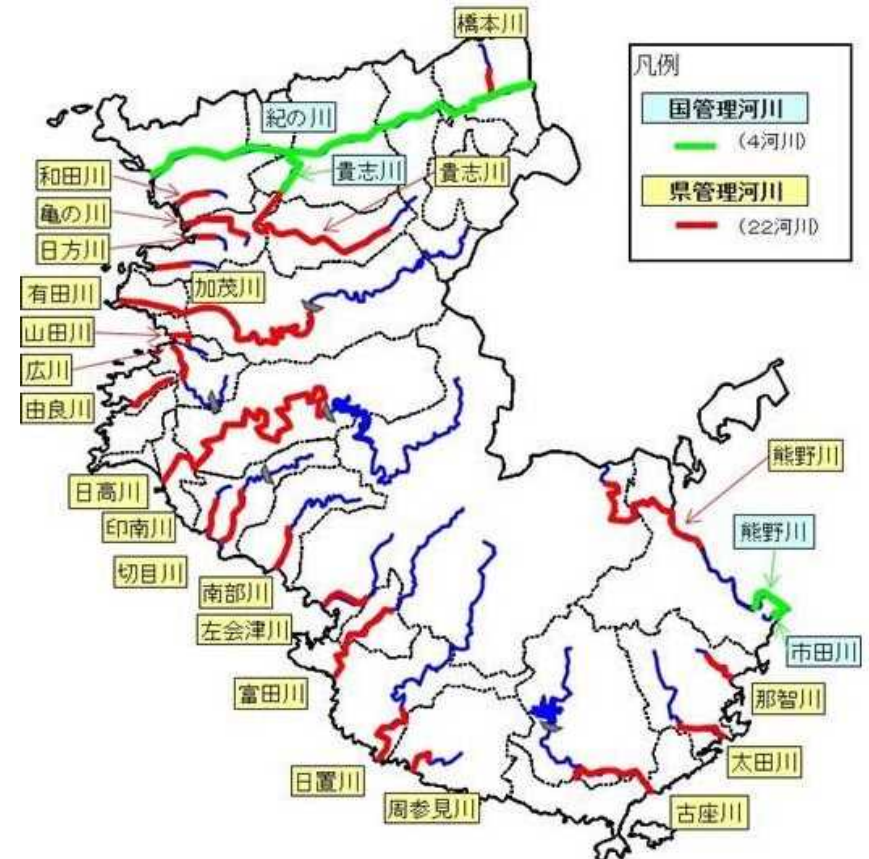 橋本川
凡例
国管理河川
(4河川)
県管理河川
(22河川)
紀の川
貴志川
貴志川
和田川
亀の川
日方川
加茂川
有田川
山田川
広川
由良川
日高川
印南川
切目川
南部川
左会津川
富田川
日置川
周参見川
熊野川
熊野川
市田川
那智川
太田川
古座川